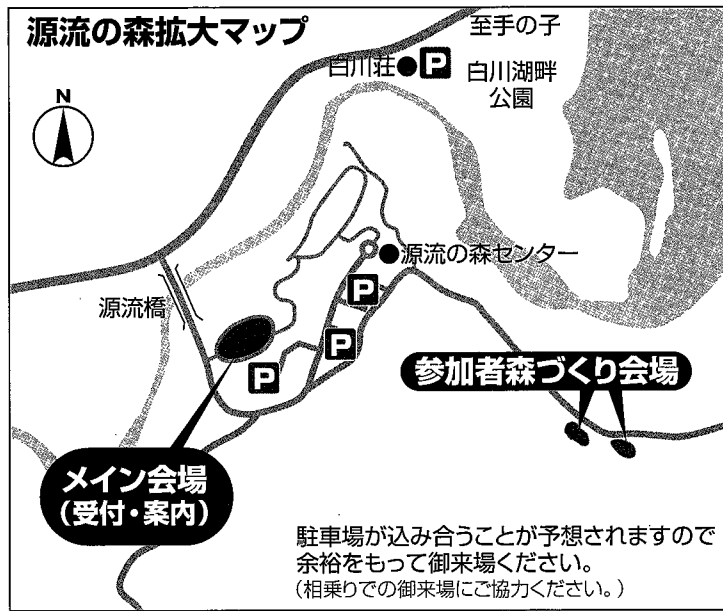 源流の森拡大マップ
至手の子
白川荘
P
白川湖畔
公園
N
源流の森センター
源流橋
P
P
P
参加者森づくり会場
メイン会場
(受付・案内)
駐車場が込み合うことが予想されますので
余裕をもって御来場ください。
(相乗りでの御来場にご協力ください。)